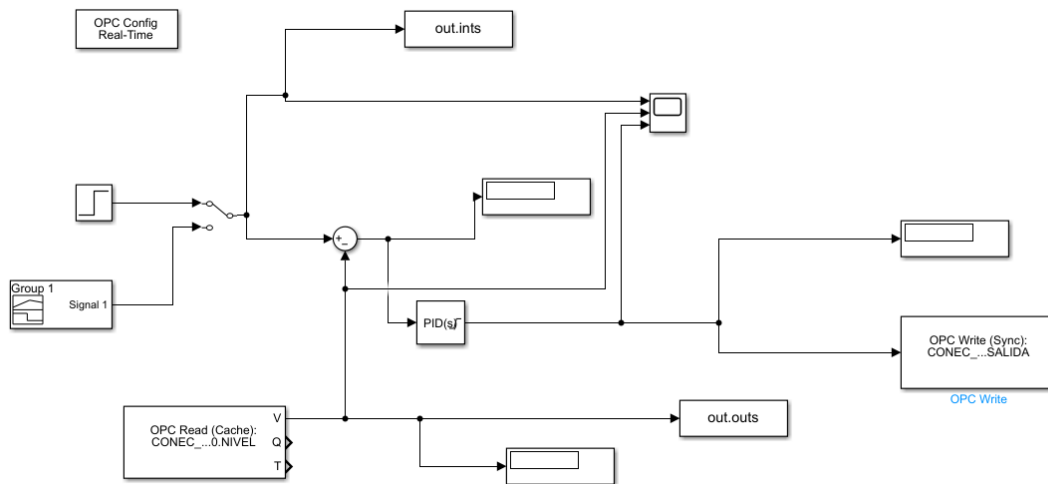 OPC Config
Real-Time
out.ints
Group 1
Signal 1
+
−
PID(s)
OPC Write (Sync):
CONEC_...SALIDA
OPC Write
OPC Read (Cache):
CONEC_...0.NIVEL
V
Q
T
out.outs